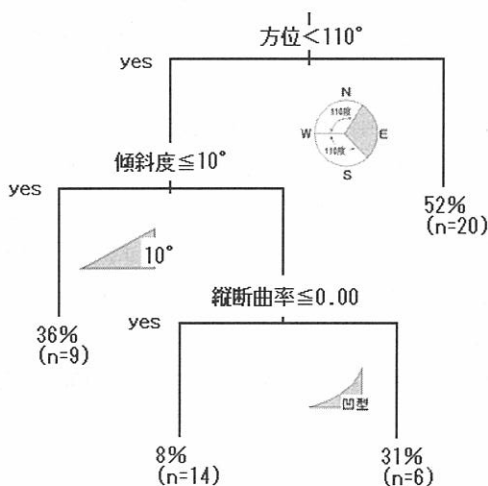 方位<110°
yes
N
110度
W
E
110度
S
傾斜度≦10°
yes
52%
(n=20)
10°
縦断曲率≦0.00
yes
36%
(n=9)
凹型
8%
(n=14)
31%
(n=6)